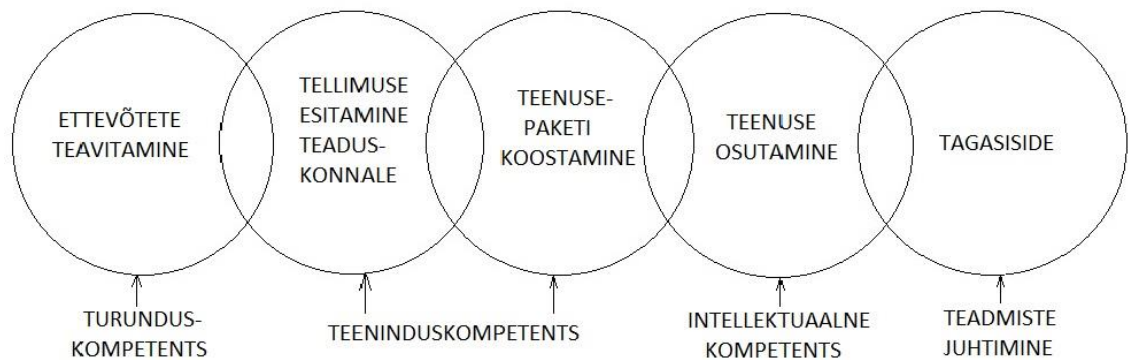 ETTEVÕTETE
TEAVITAMINE
TELLIMUSE
ESITAMINE
TEADUS-
KONNALE
TEENUSE-
PAKETI
KOOSTAMINE
TEENUSE
OSUTAMINE
TAGASISIDE
TURUNDUS-
KOMPETENTS
TEENINDUSKOMPETENTS
INTELLEKTUAALNE
KOMPETENTS
TEADMISTE
JUHTIMINE